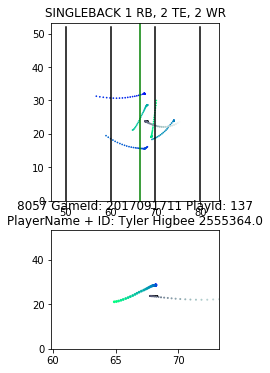 SINGLEBACK 1 RB, 2 TE, 2 WR
50
40
30
20
10
0
50 60 70 80
8057 GameId: 2017091711 PlayId: 137
PlayerName + ID: Tyler Higbee 2555364.0
40
20
0
60 65 70